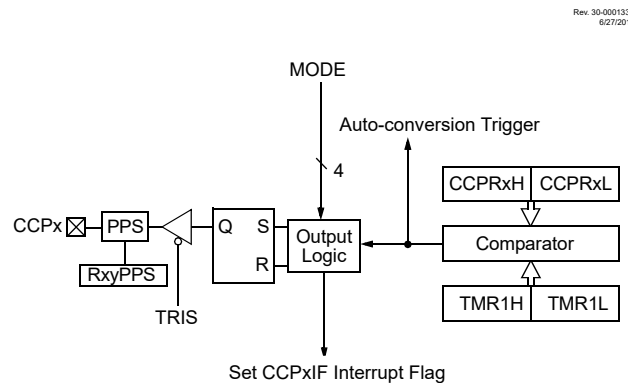 Rev. 30-000133
6/27/201
MODE
Auto-conversion Trigger
4
CCPRxH CCPRxL
CCPx PPS Q S Output Logic Comparator
R
RxyPPS
TMR1H TMR1L
TRIS
Set CCPxIF Interrupt Flag